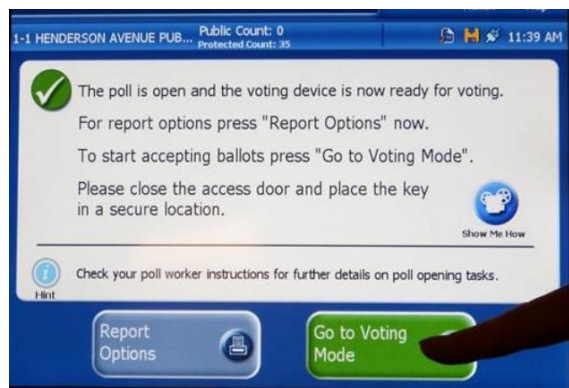 1-1 HENDERSON AVENUE PUB... Public Count: 0
Protected Count: 35
11:39 AM
The poll is open and the voting device is now ready for voting.
For report options press "Report Options" now.
To start accepting ballots press "Go to Voting Mode".
Please close the access door and place the key
in a secure location.
Show Me How
Check your poll worker instructions for further details on poll opening tasks.
Hint
Report
Options
Go to Voting
Mode